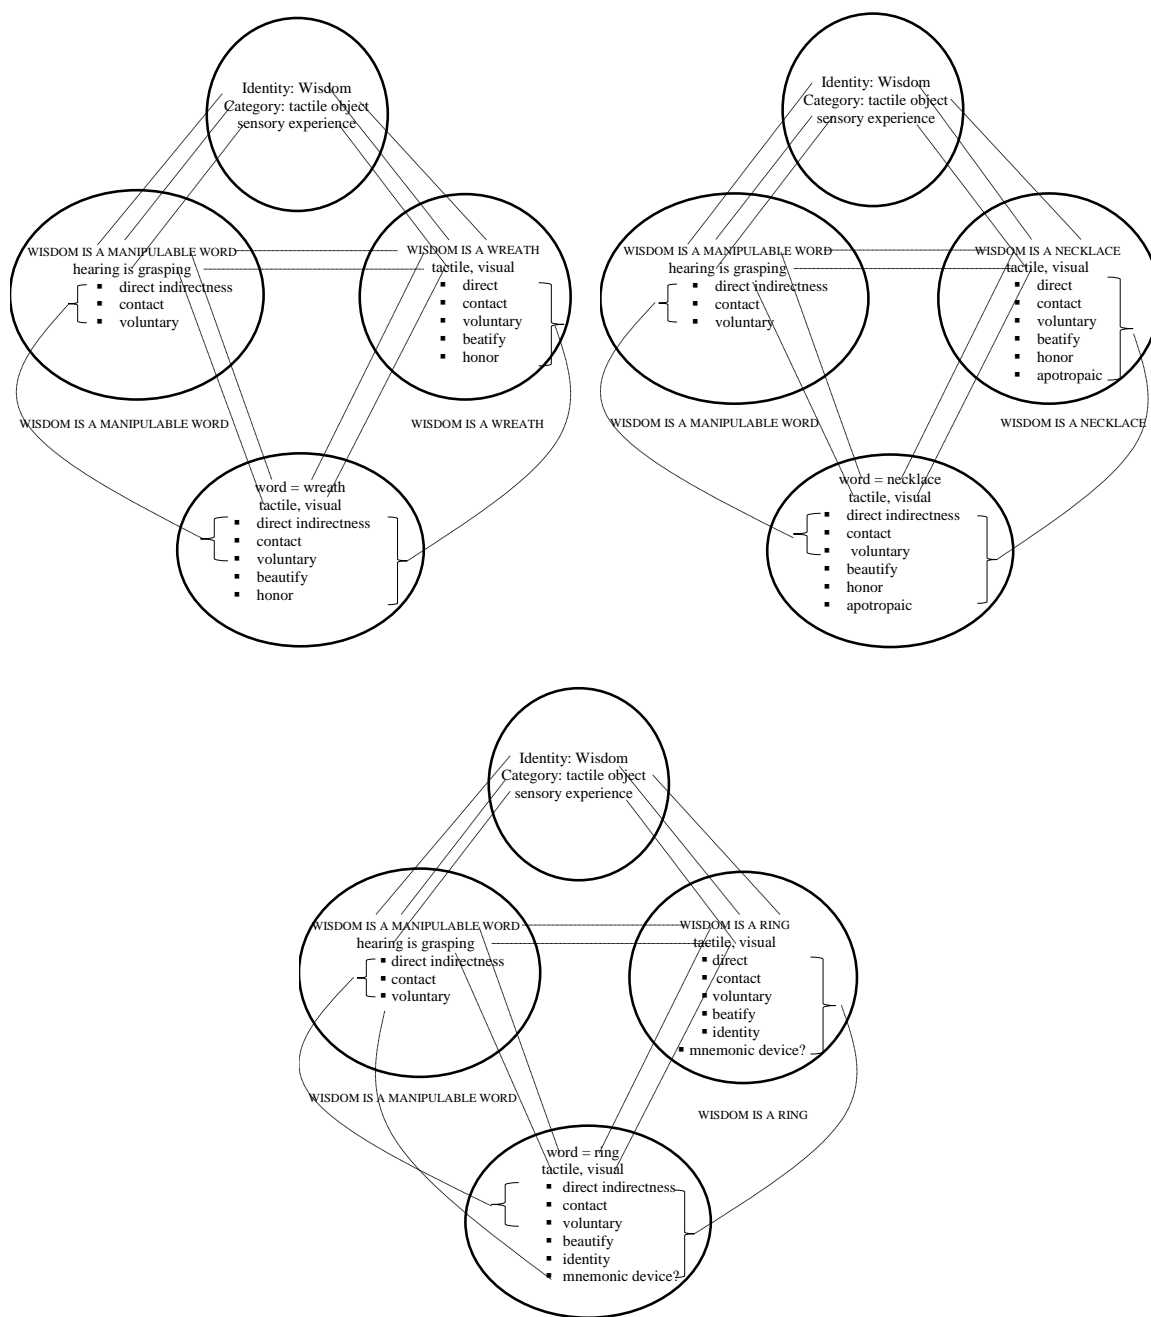 Identity: Wisdom
Category: tactile object
sensory experience
WISDOM IS A MANIPULABLE WORD
hearing is grasping
▪ direct indirectness
▪ contact
▪ voluntary
WISDOM IS A WREATH
tactile, visual
▪ direct
▪ contact
▪ voluntary
▪ beatify
▪ honor
WISDOM IS A MANIPULABLE WORD
WISDOM IS A WREATH
word = wreath
tactile, visual
▪ direct indirectness
▪ contact
▪ voluntary
▪ beautify
▪ honor
Identity: Wisdom
Category: tactile object
sensory experience
WISDOM IS A MANIPULABLE WORD
hearing is grasping
▪ direct indirectness
▪ contact
▪ voluntary
WISDOM IS A NECKLACE
tactile, visual
▪ direct
▪ contact
▪ voluntary
▪ beatify
▪ honor
▪ apotropaic
WISDOM IS A MANIPULABLE WORD
WISDOM IS A NECKLACE
word = necklace
tactile, visual
▪ direct indirectness
▪ contact
▪ voluntary
▪ beautify
▪ honor
▪ apotropaic
Identity: Wisdom
Category: tactile object
sensory experience
WISDOM IS A MANIPULABLE WORD
hearing is grasping
▪ direct indirectness
▪ contact
▪ voluntary
WISDOM IS A RING
tactile, visual
▪ direct
▪ contact
▪ voluntary
▪ beatify
▪ identity
▪ mnemonic device?
WISDOM IS A MANIPULABLE WORD
WISDOM IS A RING
word = ring
tactile, visual
▪ direct indirectness
▪ contact
▪ voluntary
▪ beautify
▪ identity
▪ mnemonic device?